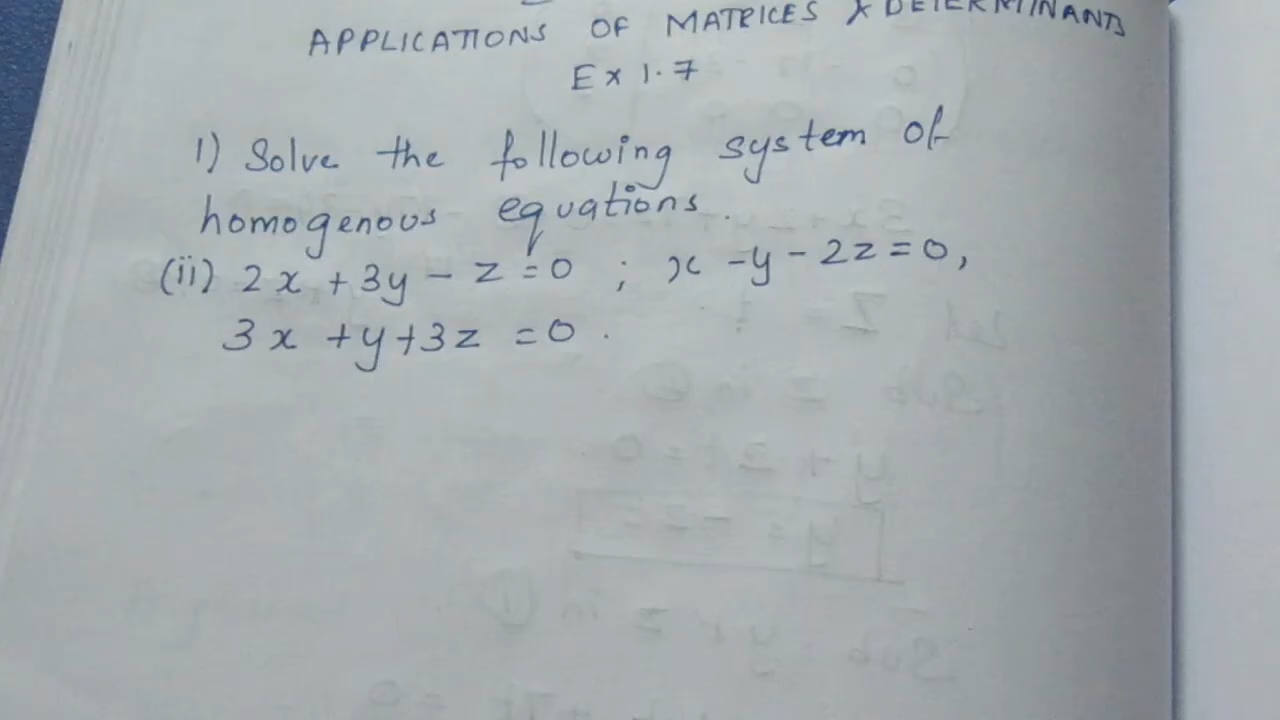 APPLICATIONS OF MATRICES & DETERMINANTS
Ex 1.7
1) Solve the following system of
homogenous equations.
(ii) 2x + 3y - z = 0 ; x - y - 2z = 0,
3x + y + 3z = 0.